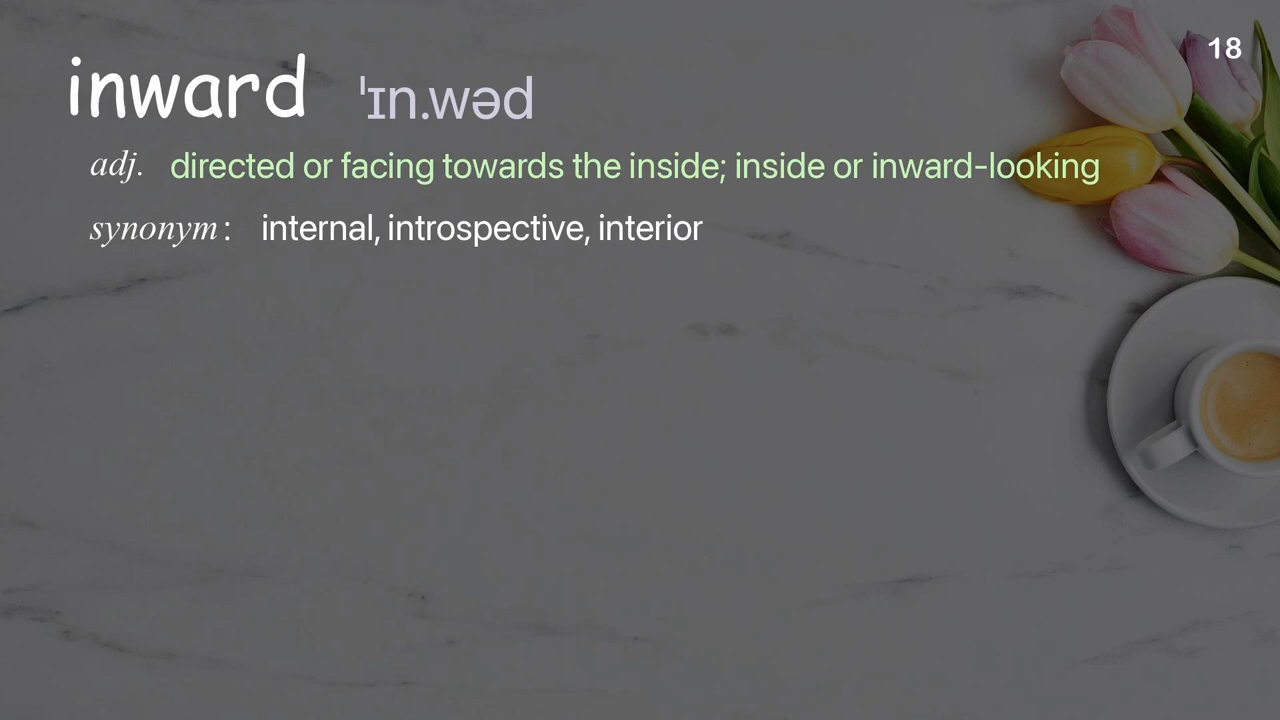 18
inward ˈɪn.wəd
adj. directed or facing towards the inside; inside or inward-looking
synonym: internal, introspective, interior